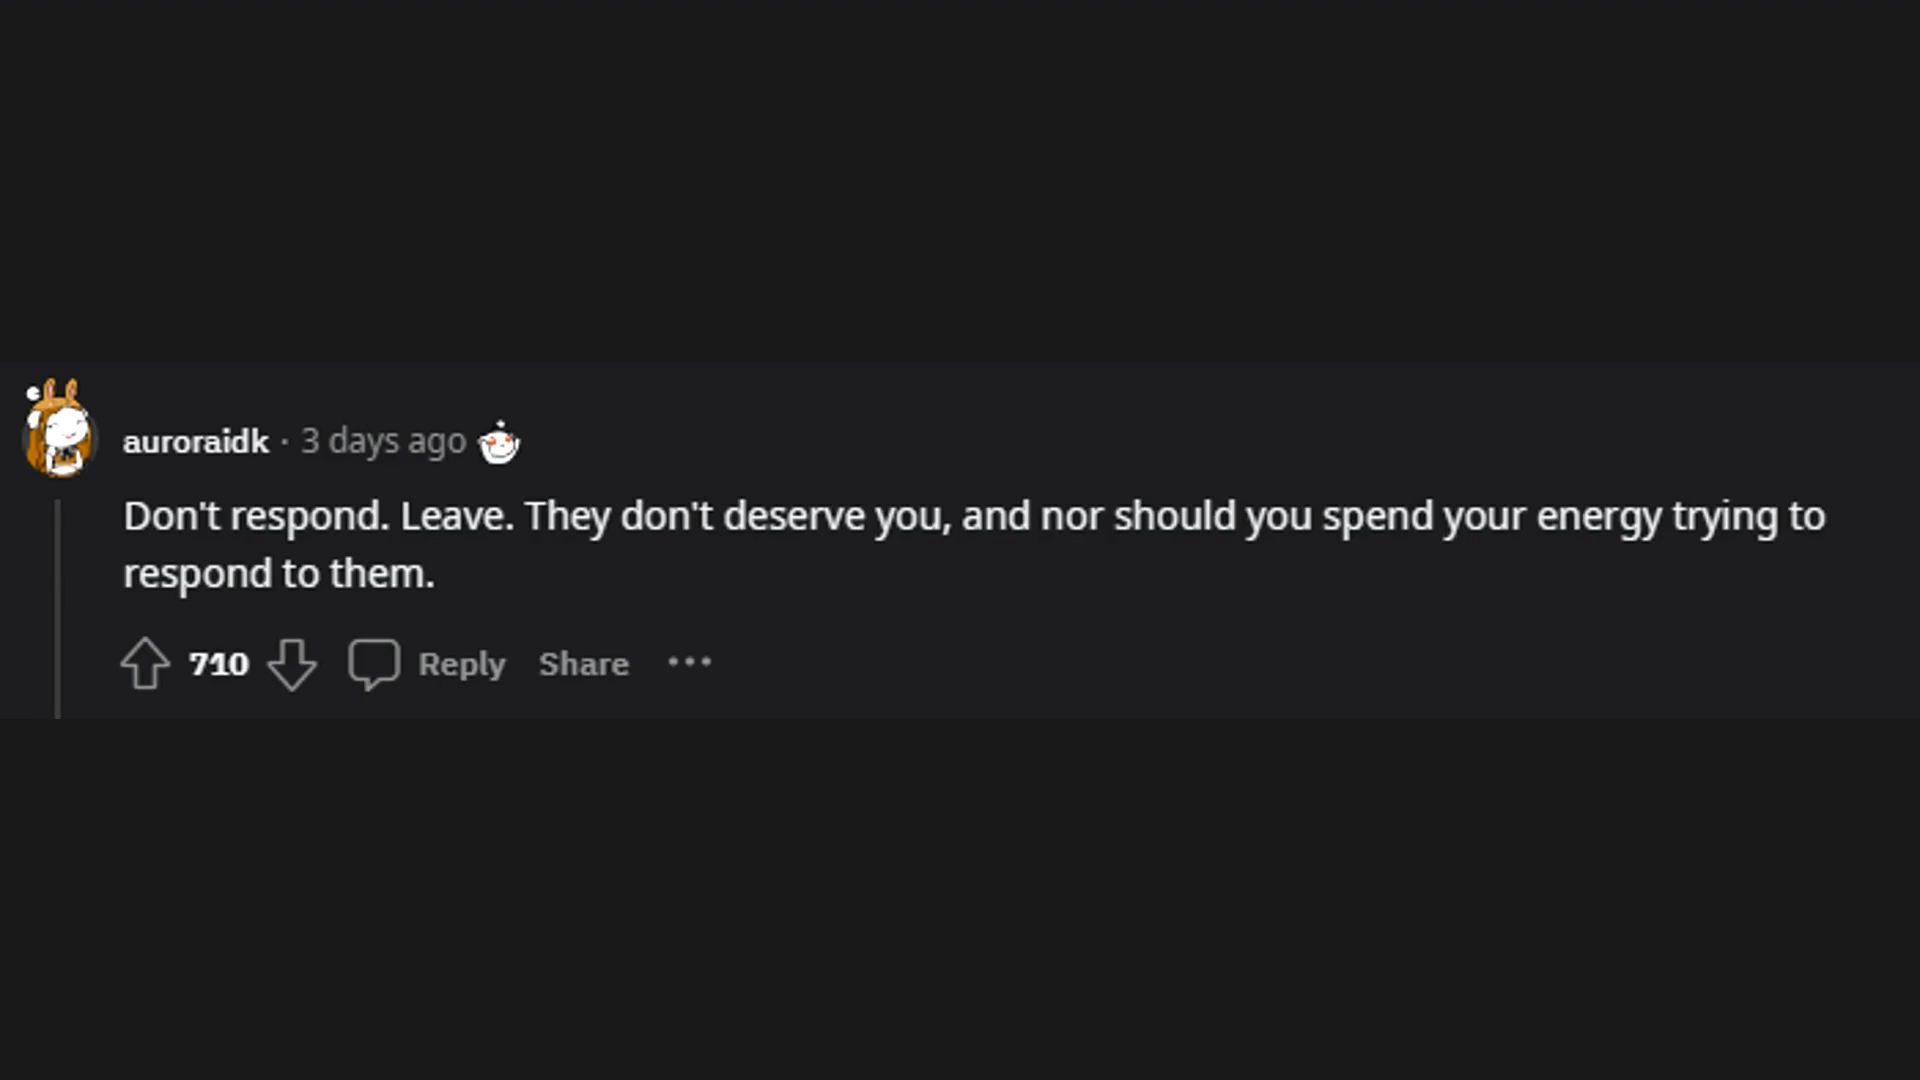 auroraidk · 3 days ago
Don't respond. Leave. They don't deserve you, and nor should you spend your energy trying to
respond to them.
710 Reply Share ···